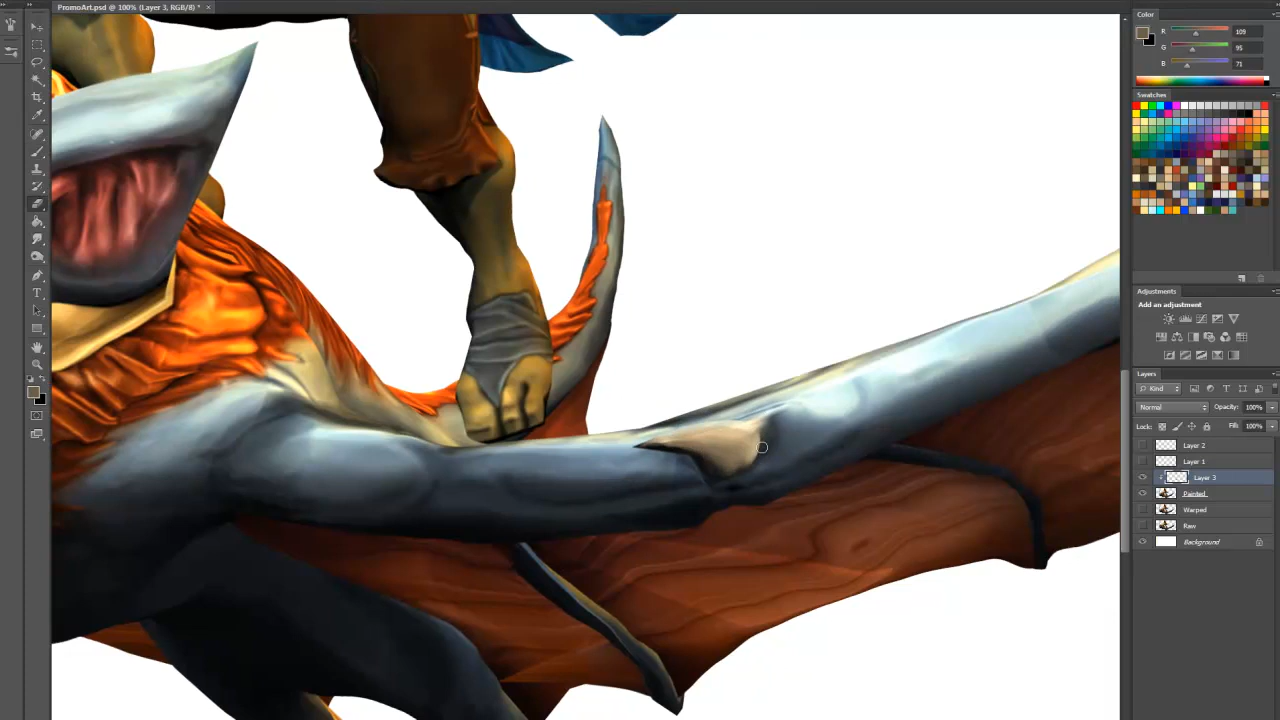 PromoArt.psd @ 100% (Layer 3, RGB/8) * ×
Color
R 109
G 95
B 71
Swatches
Adjustments
Add an adjustment
Layers
Kind
Normal Opacity: 100%
Lock: Fill: 100%
Layer 2
Layer 1
Layer 3
Painted
Warped
Raw
Background